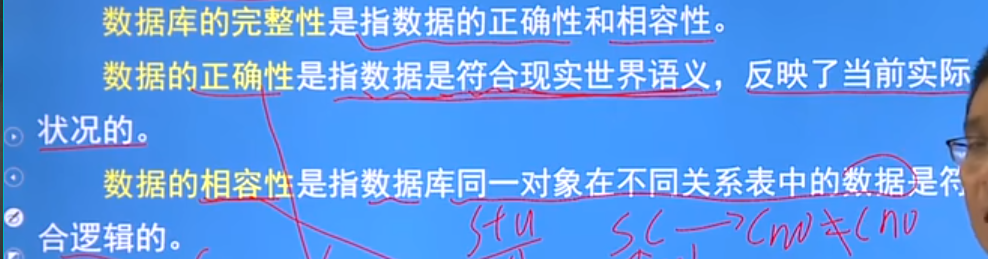 数据库的完整性是指数据的正确性和相容性。
数据的正确性是指数据是符合现实世界语义，反映了当前实际
状况的。
数据的相容性是指数据库同一对象在不同关系表中的数据是符
合逻辑的。
Stu SC → Cno Cno